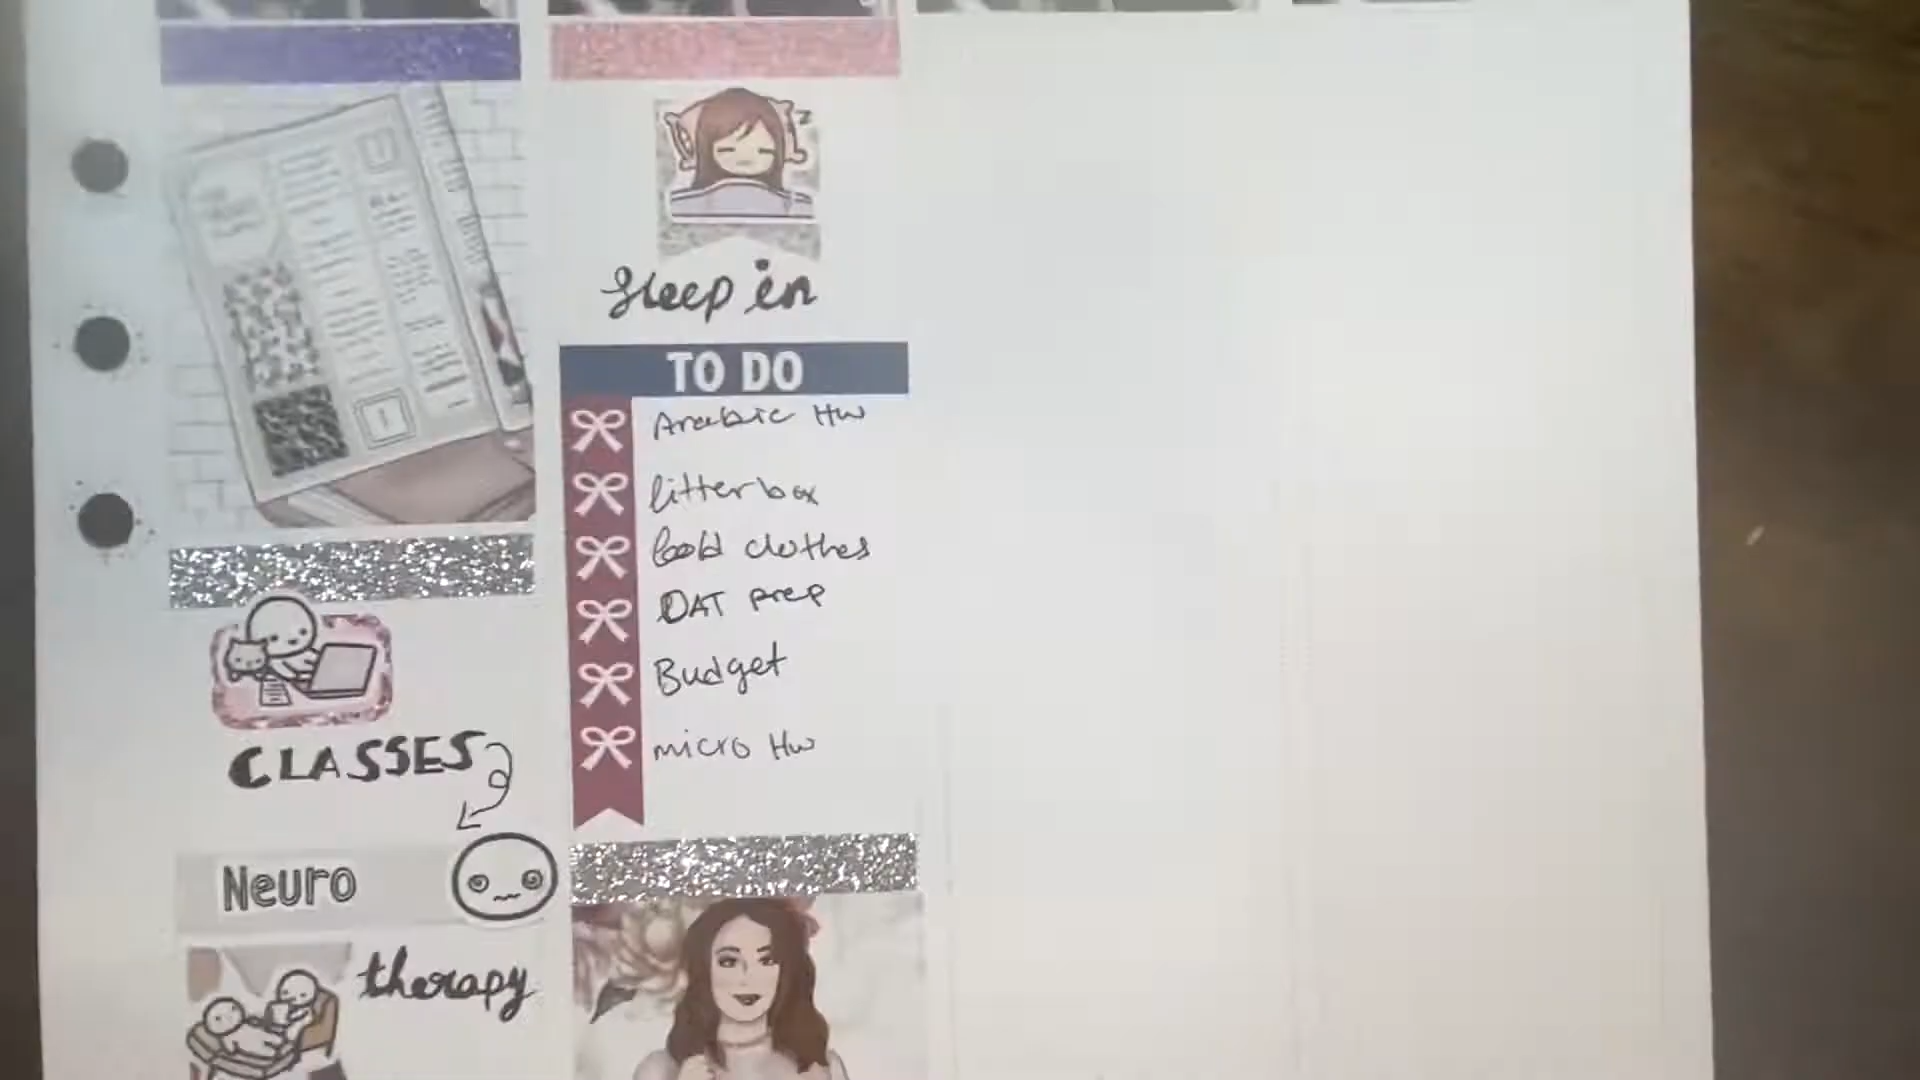 CLASSES
Neuro
therapy
Sleep in
TO DO
Arabic HW
litterbox
fold clothes
DAT prep
Budget
micro HW